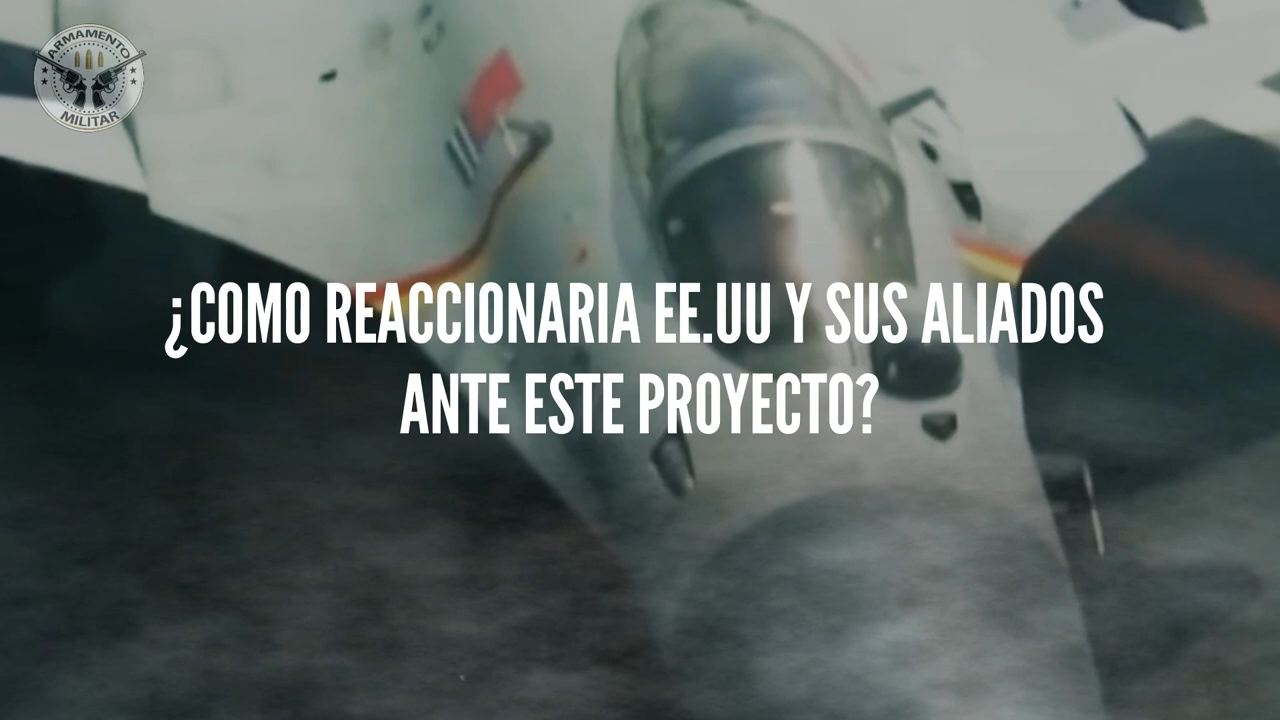 ARMAMENTO
MILITAR
¿COMO REACCIONARIA EE.UU Y SUS ALIADOS
ANTE ESTE PROYECTO?